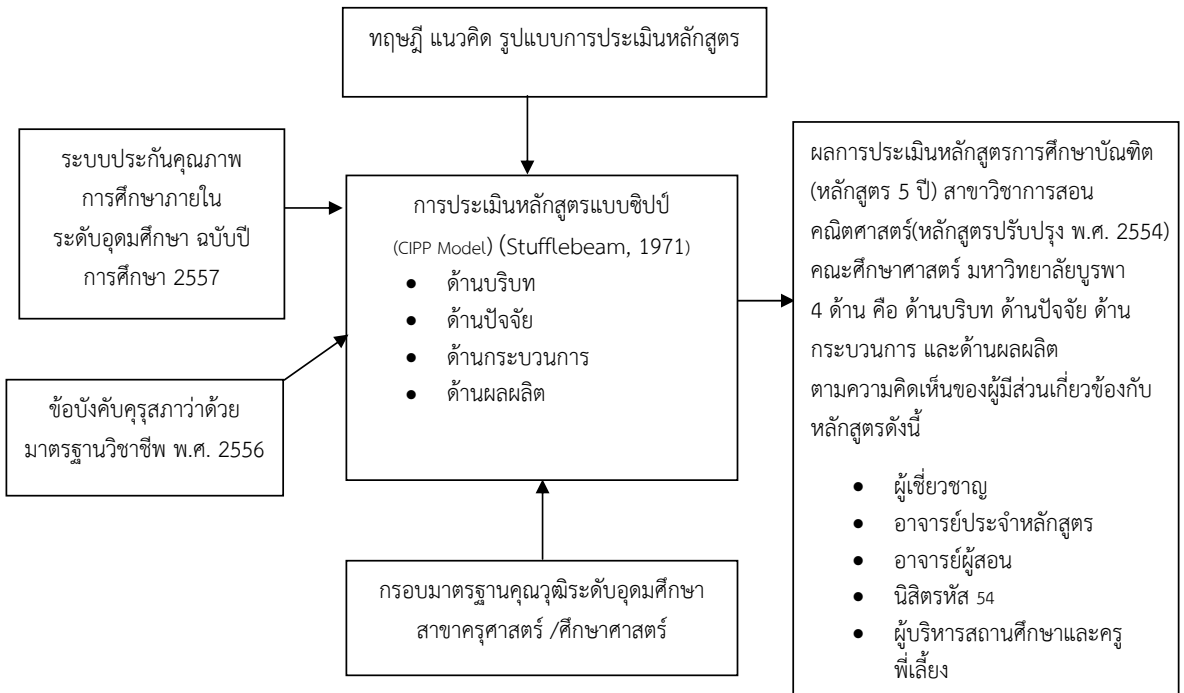 ทฤษฎี แนวคิด รูปแบบการประเมินหลักสูตร
ระบบประกันคุณภาพ
การศึกษาภายใน
ระดับอุดมศึกษา ฉบับปี
การศึกษา 2557
การประเมินหลักสูตรแบบซิปป์
(CIPP Model) (Stufflebeam, 1971)
• ด้านบริบท
• ด้านปัจจัย
• ด้านกระบวนการ
• ด้านผลผลิต
ข้อบังคับคุรุสภาว่าด้วย
มาตรฐานวิชาชีพ พ.ศ. 2556
กรอบมาตรฐานคุณวุฒิระดับอุดมศึกษา
สาขาครุศาสตร์ /ศึกษาศาสตร์
ผลการประเมินหลักสูตรการศึกษาบัณฑิต
(หลักสูตร 5 ปี) สาขาวิชาการสอน
คณิตศาสตร์(หลักสูตรปรับปรุง พ.ศ. 2554)
คณะศึกษาศาสตร์ มหาวิทยาลัยบูรพา
4 ด้าน คือ ด้านบริบท ด้านปัจจัย ด้าน
กระบวนการ และด้านผลผลิต
ตามความคิดเห็นของผู้มีส่วนเกี่ยวข้องกับ
หลักสูตรดังนี้
• ผู้เชี่ยวชาญ
• อาจารย์ประจำหลักสูตร
• อาจารย์ผู้สอน
• นิสิตรหัส 54
• ผู้บริหารสถานศึกษาและครู
พี่เลี้ยง